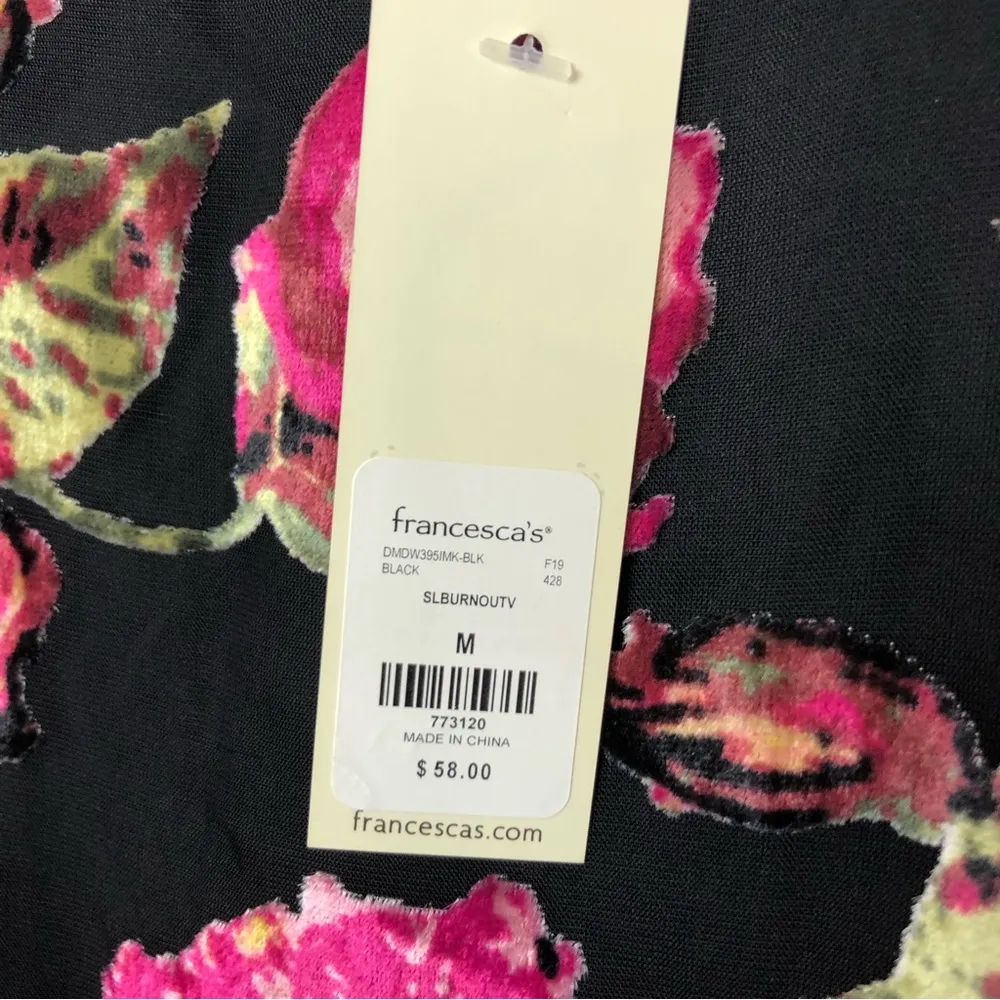 francesca's®
DMDW395IMK-BLK F19
BLACK 428
SLBURNOUTV
M
773120
MADE IN CHINA
$ 58.00
francescas.com